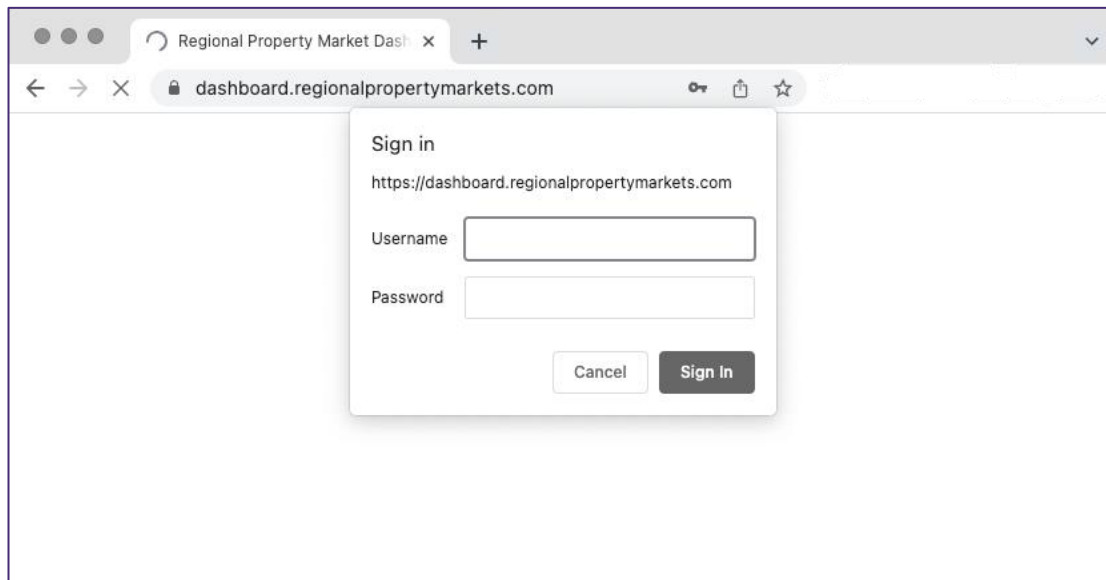 Regional Property Market Dash
dashboard.regionalpropertymarkets.com
Sign in
https://dashboard.regionalpropertymarkets.com
Username
Password
Cancel Sign In